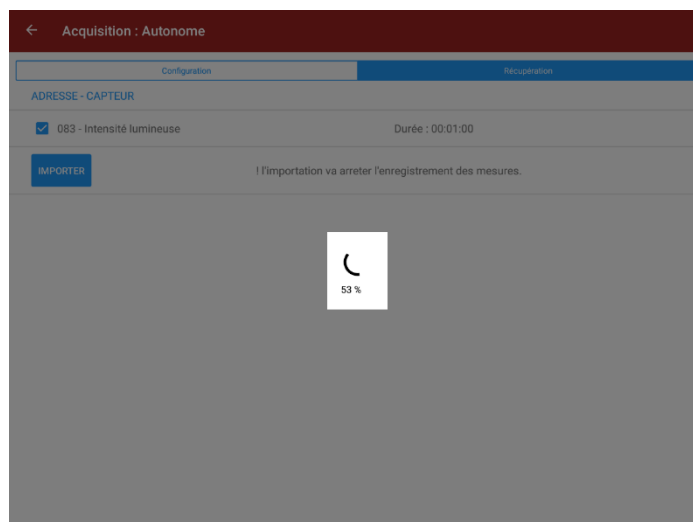 Acquisition : Autonome
Configuration
Récupération
ADRESSE - CAPTEUR
083 - Intensité lumineuse
Durée : 00:01:00
IMPORTER
! l'importation va arreter l'enregistrement des mesures.
53 %